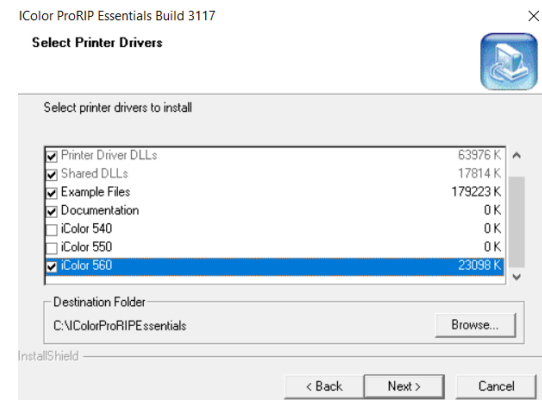 IColor ProRIP Essentials Build 3117
Select Printer Drivers
Select printer drivers to install
Printer Driver DLLs 63976 K
Shared DLLs 17814 K
Example Files 179223 K
Documentation 0 K
iColor 540 0 K
iColor 550 0 K
iColor 560 23098 K
Destination Folder
C:\IColorProRIPEssentials Browse...
InstallShield
< Back Next > Cancel